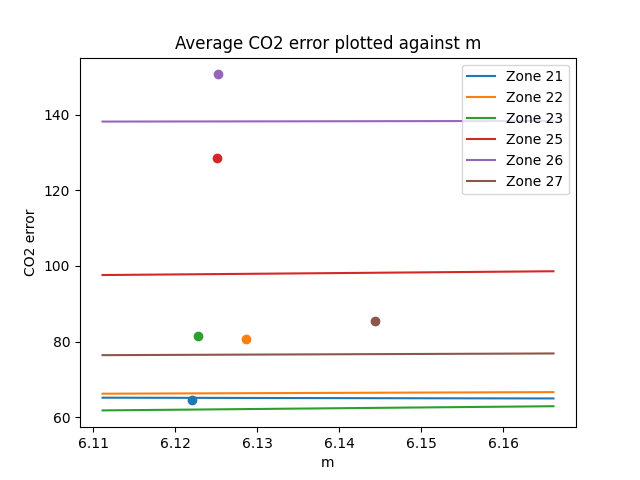 Average CO2 error plotted against m
Zone 21
Zone 22
Zone 23
Zone 25
Zone 26
Zone 27
CO2 error
140
120
100
80
60
6.11 6.12 6.13 6.14 6.15 6.16
m